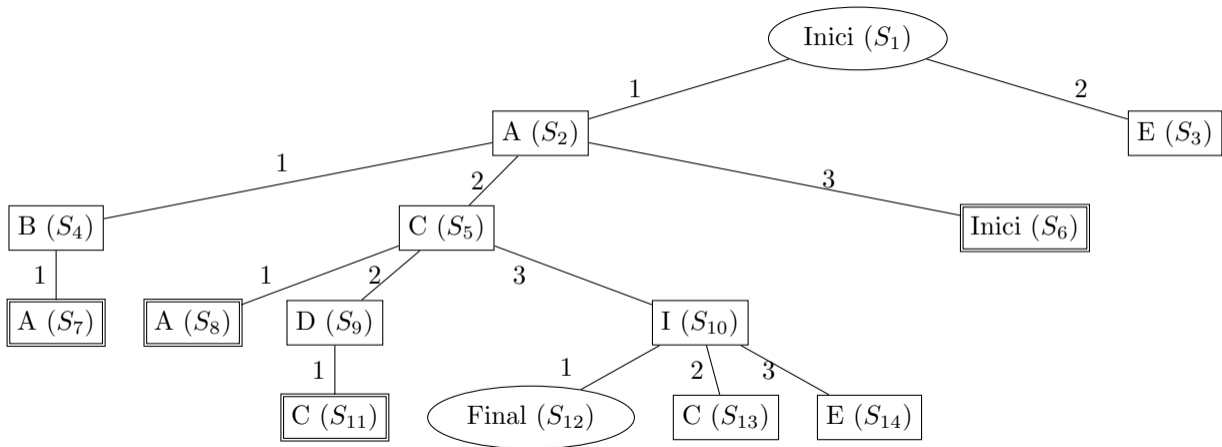 Inici (S₁)
1
2
A (S₂)
E (S₃)
1
2
3
B (S₄)
C (S₅)
Inici (S₆)
1
1
2
3
A (S₇)
A (S₈)
D (S₉)
I (S₁₀)
1
1
2
3
C (S₁₁)
Final (S₁₂)
C (S₁₃)
E (S₁₄)